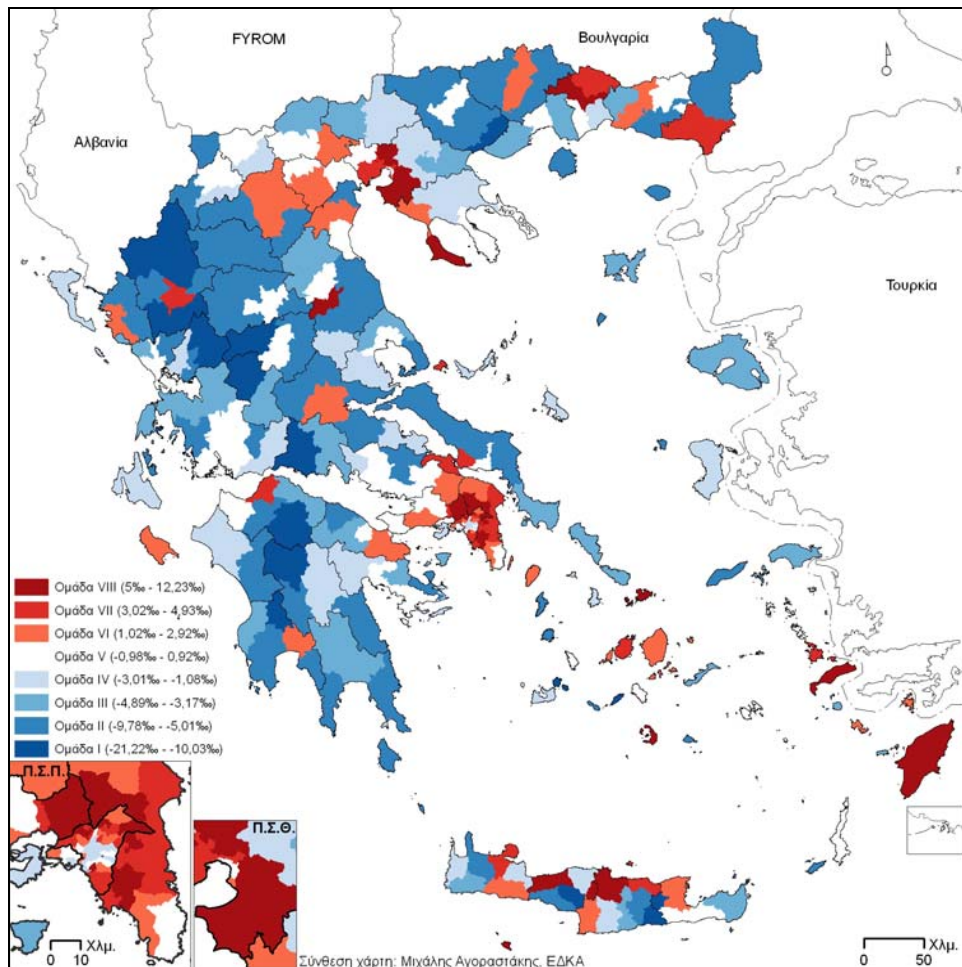 FYROM
Βουλγαρία
Αλβανία
Τουρκία
Ομάδα VIII (5‰ - 12,23‰)
Ομάδα VII (3,02‰ - 4,93‰)
Ομάδα VI (1,02‰ - 2,92‰)
Ομάδα V (-0,98‰ - 0,92‰)
Ομάδα IV (-3,01‰ - -1,08‰)
Ομάδα III (-4,89‰ - -3,17‰)
Ομάδα II (-9,78‰ - -5,01‰)
Ομάδα I (-21,22‰ - -10,03‰)
Π.Σ.Π.
Π.Σ.Θ.
Χλμ.
0 10
Σύνθεση χάρτη: Μιχάλης Αγοραστάκης, ΕΔΚΑ
Χλμ.
0 50